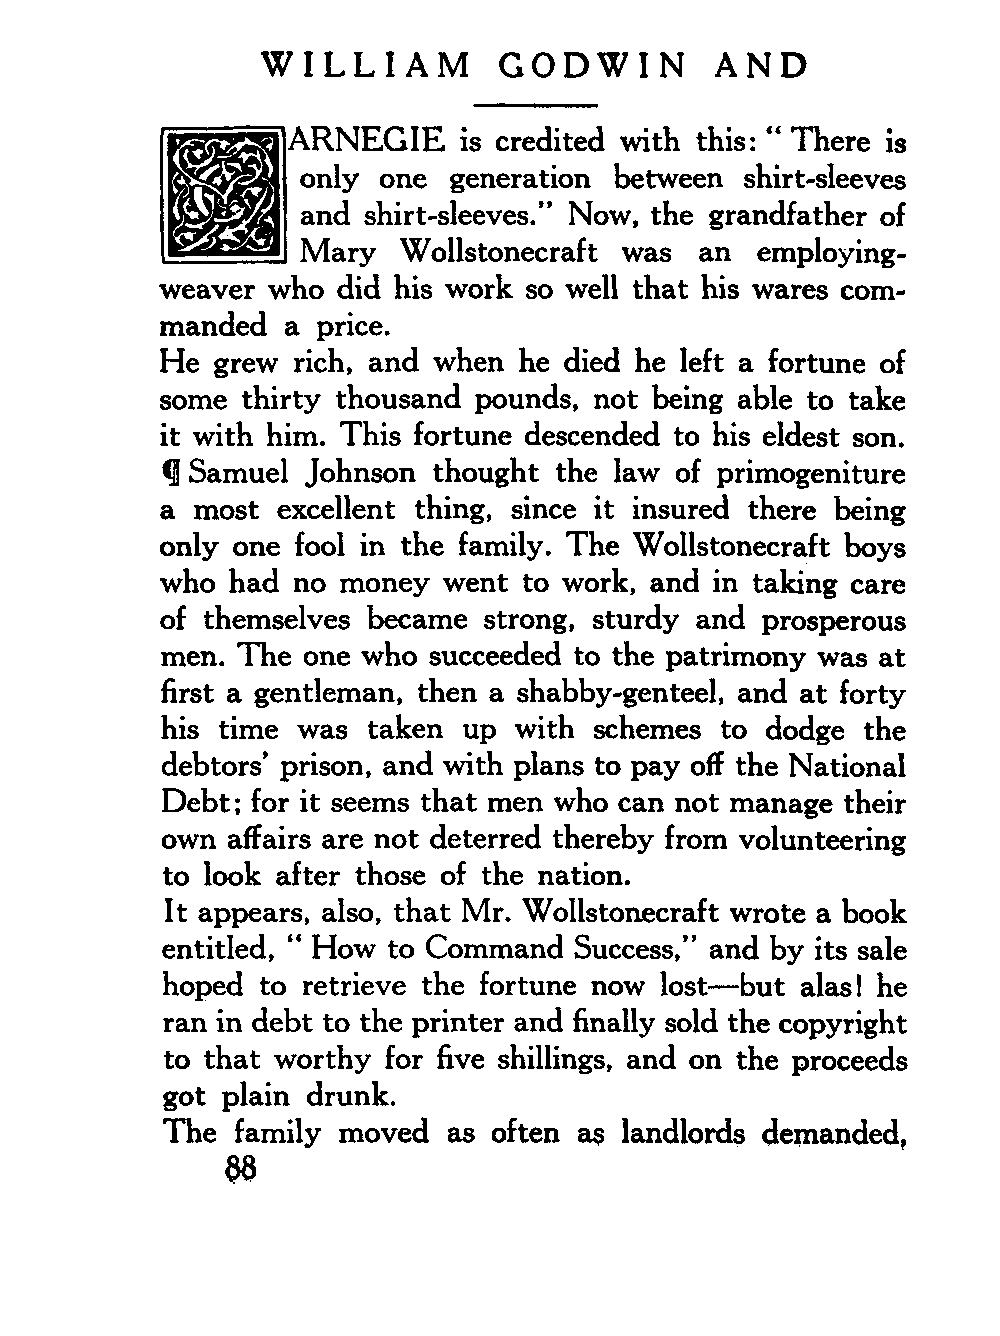 WILLIAM GODWIN AND
CARNEGIE is credited with this: “ There is
only one generation between shirt-sleeves
and shirt-sleeves.” Now, the grandfather of
Mary Wollstonecraft was an employing-
weaver who did his work so well that his wares com-
manded a price.
He grew rich, and when he died he left a fortune of
some thirty thousand pounds, not being able to take
it with him. This fortune descended to his eldest son.
¶ Samuel Johnson thought the law of primogeniture
a most excellent thing, since it insured there being
only one fool in the family. The Wollstonecraft boys
who had no money went to work, and in taking care
of themselves became strong, sturdy and prosperous
men. The one who succeeded to the patrimony was at
first a gentleman, then a shabby-genteel, and at forty
his time was taken up with schemes to dodge the
debtors’ prison, and with plans to pay off the National
Debt; for it seems that men who can not manage their
own affairs are not deterred thereby from volunteering
to look after those of the nation.
It appears, also, that Mr. Wollstonecraft wrote a book
entitled, “ How to Command Success,” and by its sale
hoped to retrieve the fortune now lost—but alas! he
ran in debt to the printer and finally sold the copyright
to that worthy for five shillings, and on the proceeds
got plain drunk.
The family moved as often as landlords demanded,
88